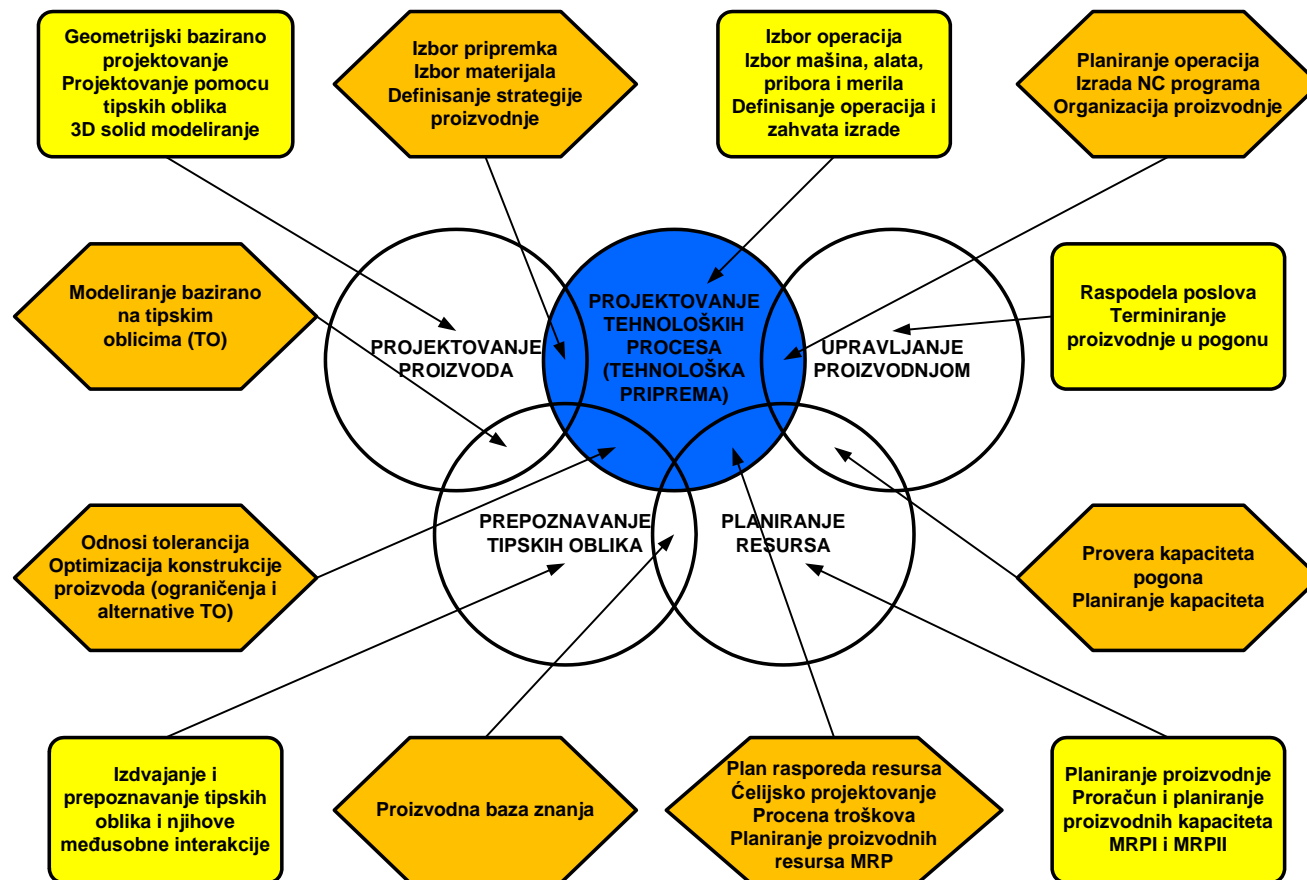 Geometrijski bazirano
projektovanje
Projektovanje pomocu
tipskih oblika
3D solid modeliranje
Izbor pripremka
Izbor materijala
Definisanje strategije
proizvodnje
Izbor operacija
Izbor mašina, alata,
pribora i merila
Definisanje operacija i
zahvata izrade
Planiranje operacija
Izrada NC programa
Organizacija proizvodnje
Modeliranje bazirano
na tipskim
oblicima (TO)
PROJEKTOVANJE
PROIZVODA
PROJEKTOVANJE
TEHNOLOŠKIH
PROCESA
(TEHNOLOŠKA
PRIPREMA)
UPRAVLJANJE
PROIZVODNJOM
Raspodela poslova
Terminiranje
proizvodnje u pogonu
Odnosi tolerancija
Optimizacija konstrukcije
proizvoda (ograničenja i
alternative TO)
PREPOZNAVANJE
TIPSKIH OBLIKA
PLANIRANJE
RESURSA
Provera kapaciteta
pogona
Planiranje kapaciteta
Izdvajanje i
prepoznavanje tipskih
oblika i njihove
međusobne interakcije
Proizvodna baza znanja
Plan rasporeda resursa
Ćelijsko projektovanje
Procena troškova
Planiranje proizvodnih
resursa MRP
Planiranje proizvodnje
Proračun i planiranje
proizvodnih kapaciteta
MRPI i MRPII